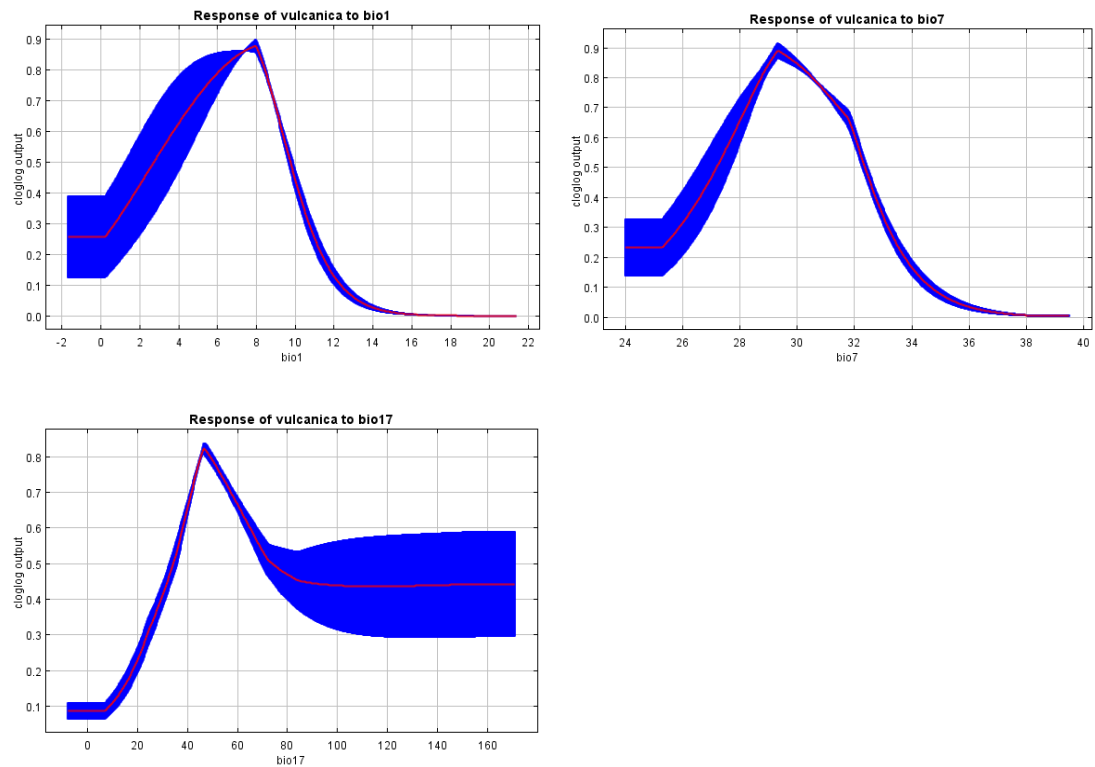 Response of vulcanica to bio1
0.9
0.8
0.7
0.6
0.5
0.4
0.3
0.2
0.1
0.0
cloglog output
-2 0 2 4 6 8 10 12 14 16 18 20 22
bio1
Response of vulcanica to bio7
0.9
0.8
0.7
0.6
0.5
0.4
0.3
0.2
0.1
0.0
cloglog output
24 26 28 30 32 34 36 38 40
bio7
Response of vulcanica to bio17
0.8
0.7
0.6
0.5
0.4
0.3
0.2
0.1
cloglog output
0 20 40 60 80 100 120 140 160
bio17